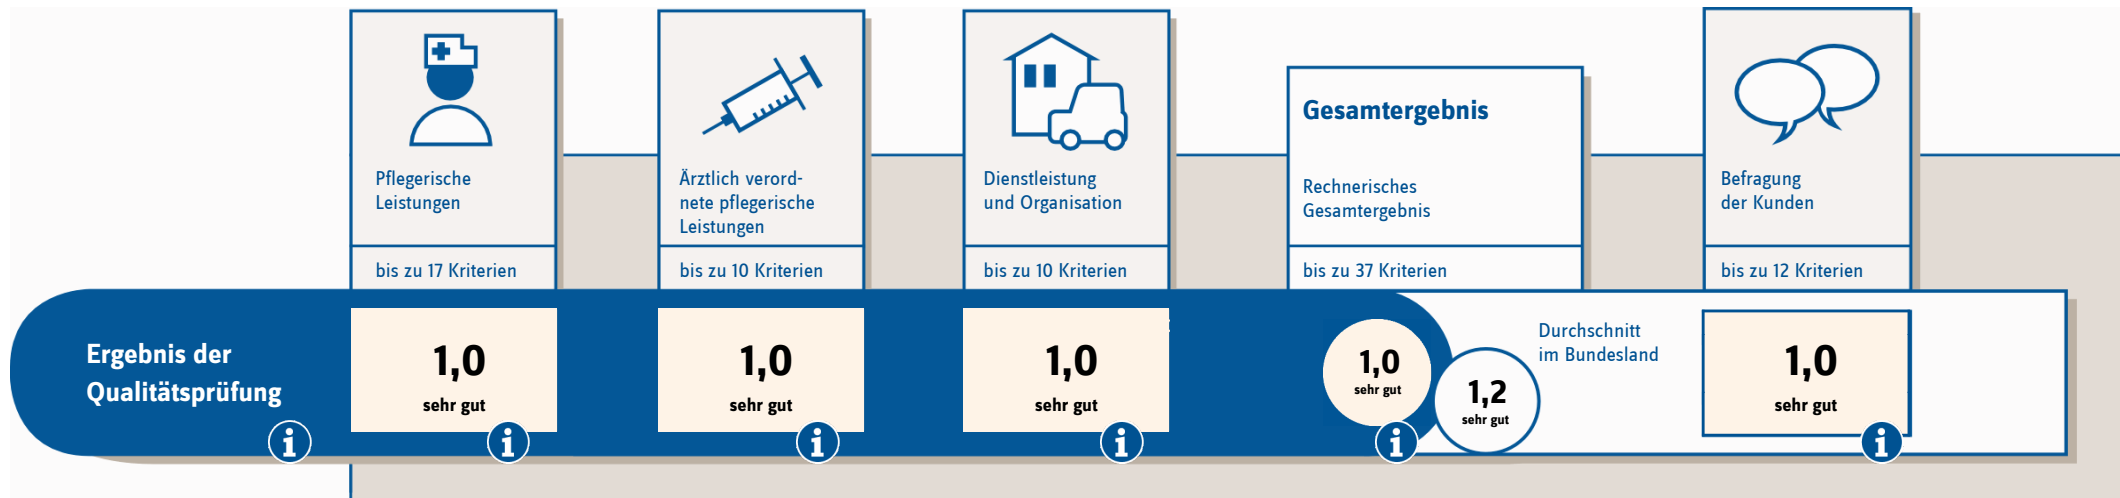 Pflegerische
Leistungen
bis zu 17 Kriterien
Ärztlich verord-
nete pflegerische
Leistungen
bis zu 10 Kriterien
Dienstleistung
und Organisation
bis zu 10 Kriterien
Gesamtergebnis
Rechnerisches
Gesamtergebnis
bis zu 37 Kriterien
Befragung
der Kunden
bis zu 12 Kriterien
Ergebnis der
Qualitätsprüfung
i
1,0
sehr gut
i
1,0
sehr gut
i
1,0
sehr gut
i
1,0
sehr gut
i
1,2
sehr gut
Durchschnitt
im Bundesland
1,0
sehr gut
i